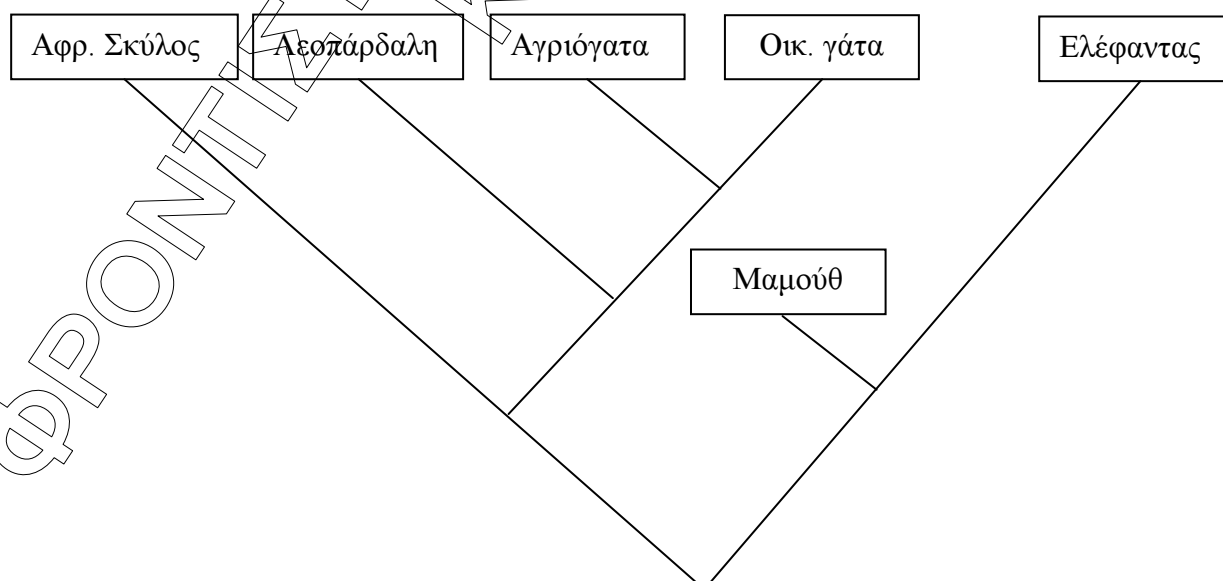 Αφρ. Σκύλος
Λεοπάρδαλη
Αγριόγατα
Οικ. γάτα
Ελέφαντας
Μαμούθ